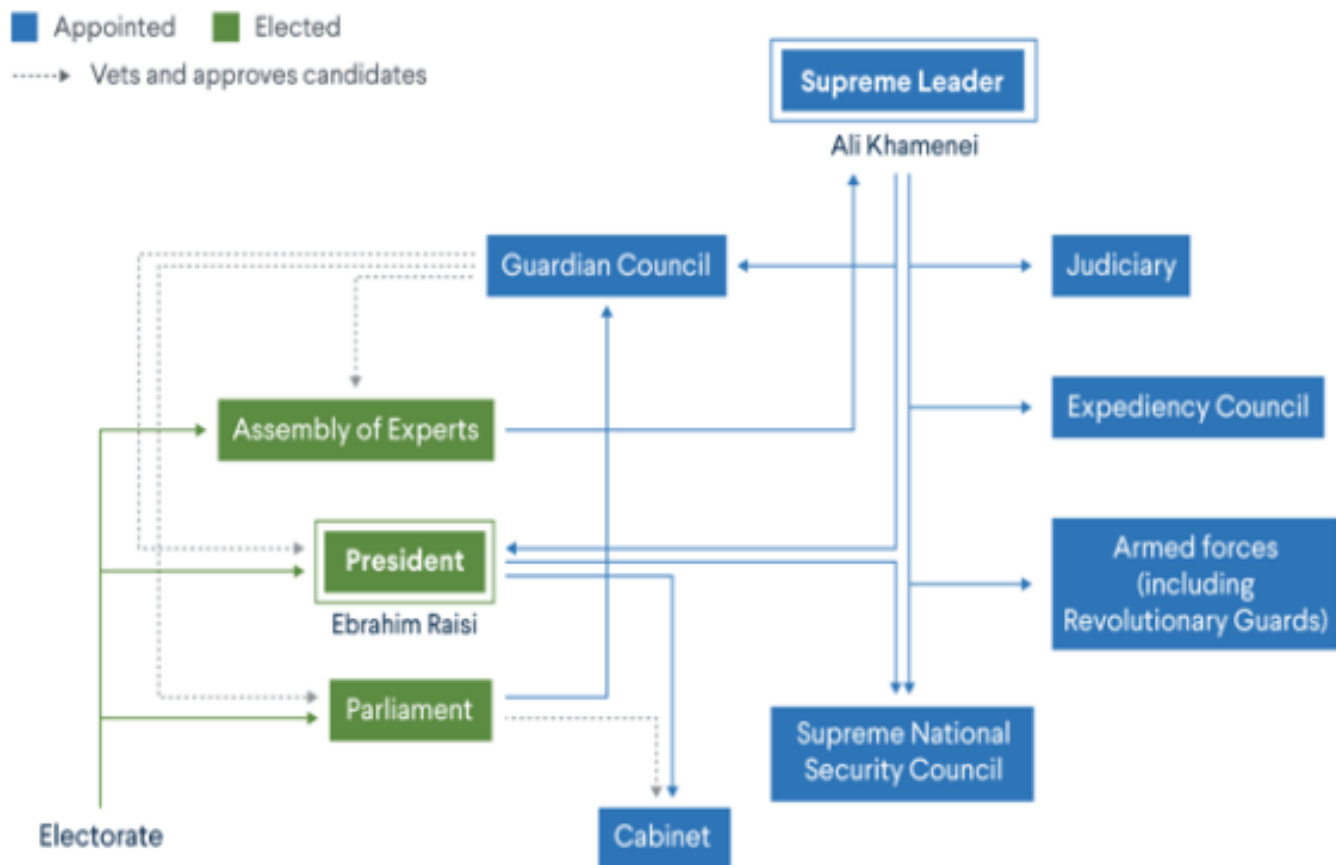 Appointed
Elected
Vets and approves candidates
Supreme Leader
Ali Khamenei
Guardian Council
Judiciary
Assembly of Experts
Expediency Council
President
Ebrahim Raisi
Armed forces
(including
Revolutionary Guards)
Parliament
Supreme National
Security Council
Electorate
Cabinet